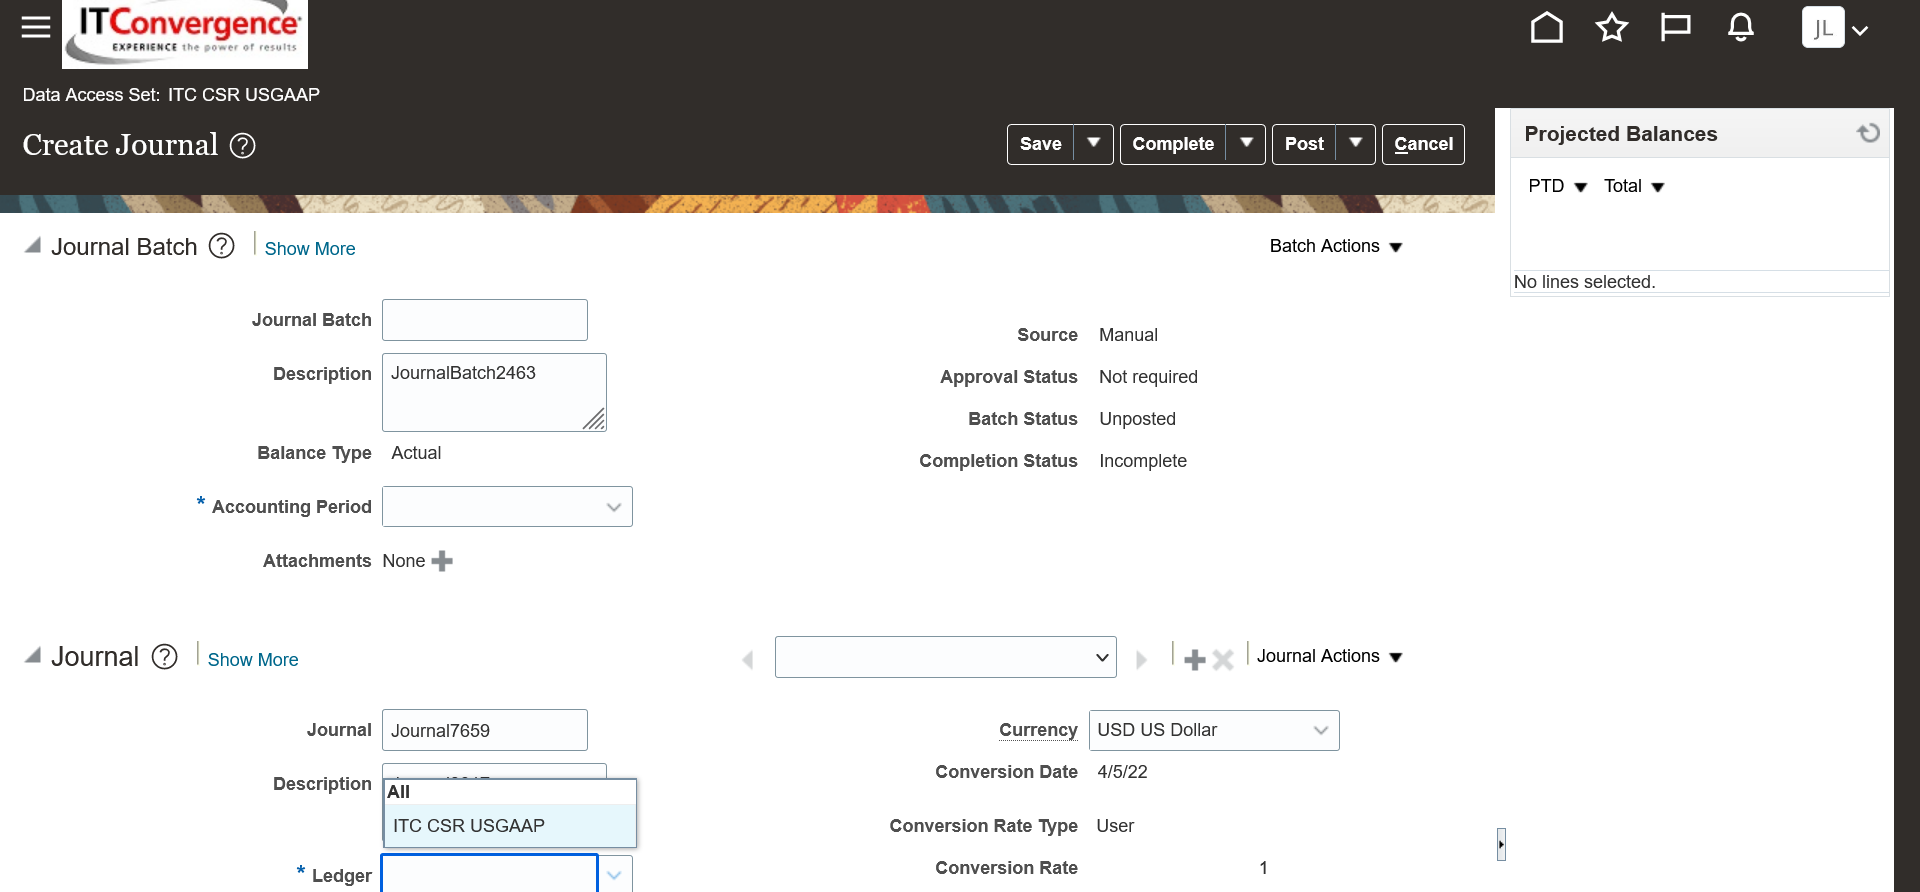 ITConvergence
EXPERIENCE the power of results
JL
Data Access Set: ITC CSR USGAAP
Create Journal ?
Save
Complete
Post
Cancel
Projected Balances
PTD Total
No lines selected.
Journal Batch ? Show More
Batch Actions
Journal Batch
Description JournalBatch2463
Balance Type Actual
* Accounting Period
Attachments None
Source Manual
Approval Status Not required
Batch Status Unposted
Completion Status Incomplete
Journal ? Show More
Journal Actions
Journal Journal7659
Description
All
ITC CSR USGAAP
* Ledger
Currency USD US Dollar
Conversion Date 4/5/22
Conversion Rate Type User
Conversion Rate 1